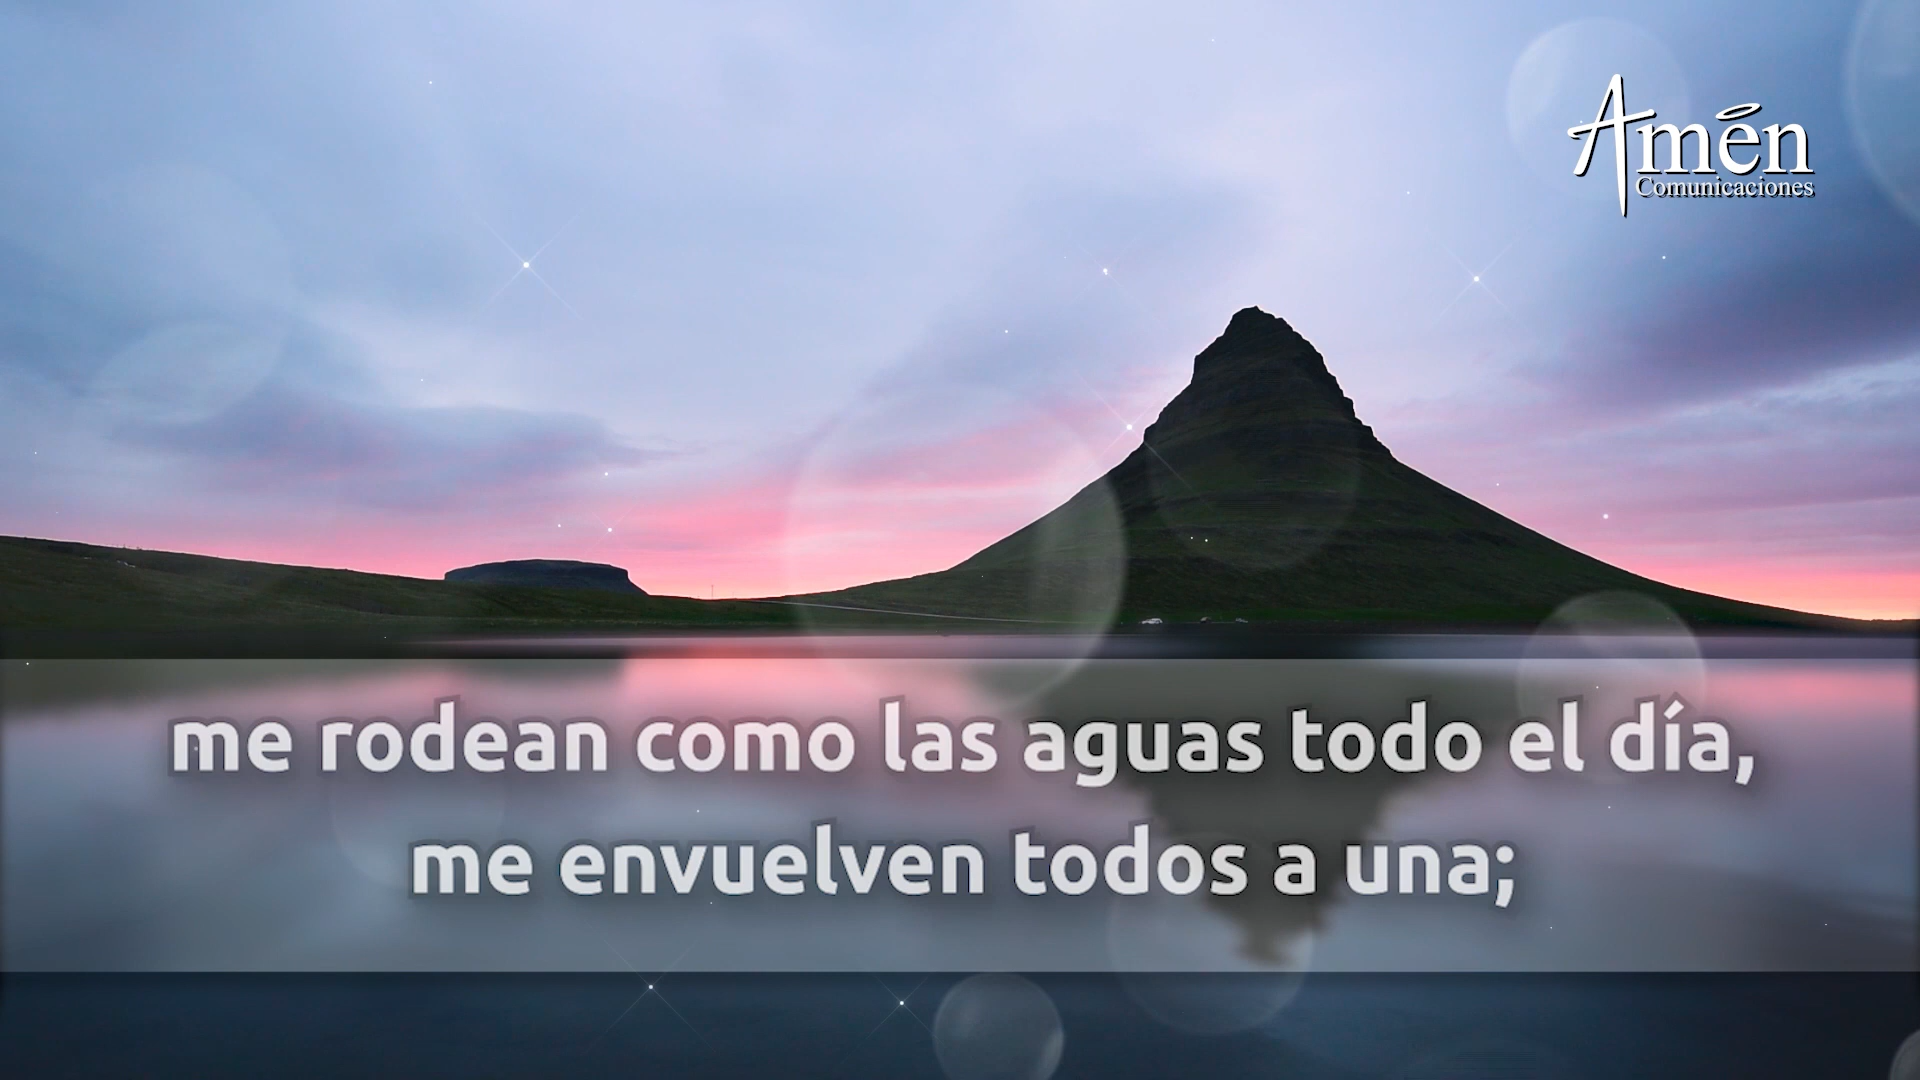 Amén
Comunicaciones
me rodean como las aguas todo el día,
me envuelven todos a una;